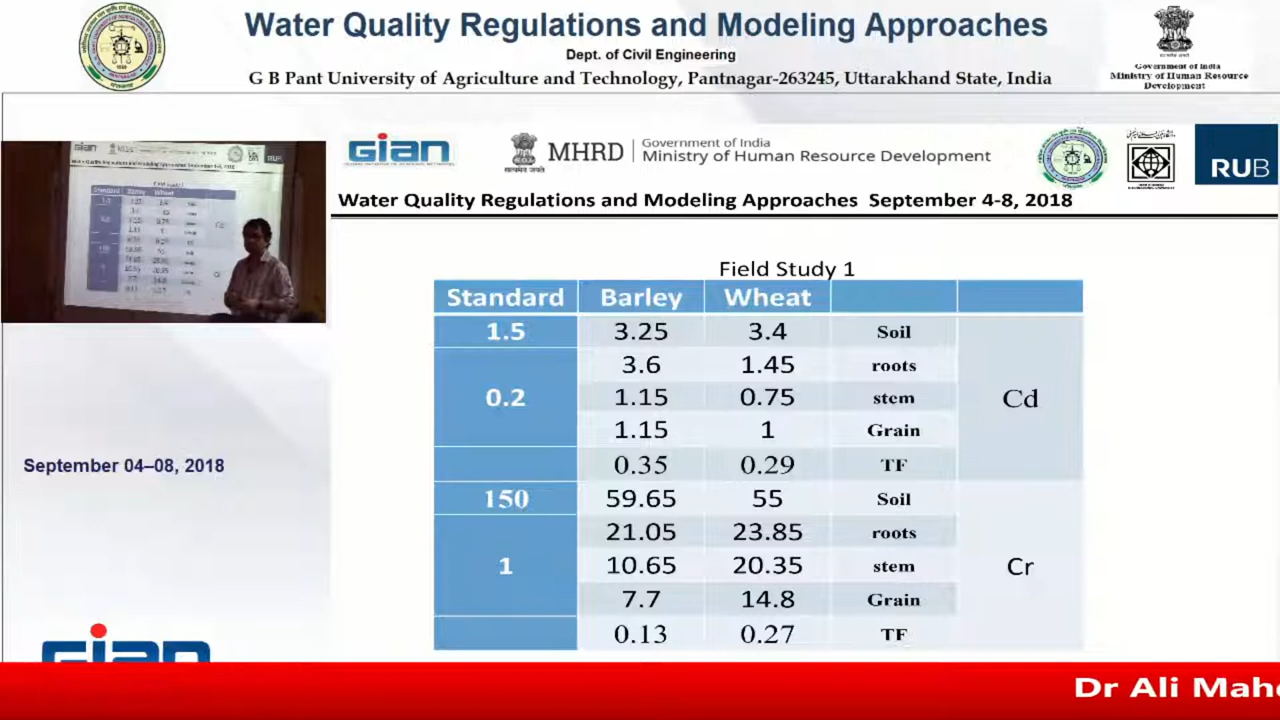 Water Quality Regulations and Modeling Approaches
Dept. of Civil Engineering
G B Pant University of Agriculture and Technology, Pantnagar-263245, Uttarakhand State, India
Government of India
Ministry of Human Resource
Development
GIAN
सत्यमेव जयते
MHRD
Government of India
Ministry of Human Resource Development
RUB
Water Quality Regulations and Modeling Approaches September 4-8, 2018
Field Study 1
Standard Barley Wheat
1.5 3.25 3.4 Soil
3.6 1.45 roots
0.2 1.15 0.75 stem Cd
1.15 1 Grain
0.35 0.29 TF
150 59.65 55 Soil
21.05 23.85 roots
1 10.65 20.35 stem Cr
7.7 14.8 Grain
0.13 0.27 TF
September 04–08, 2018
GIAN
Dr Ali Mah